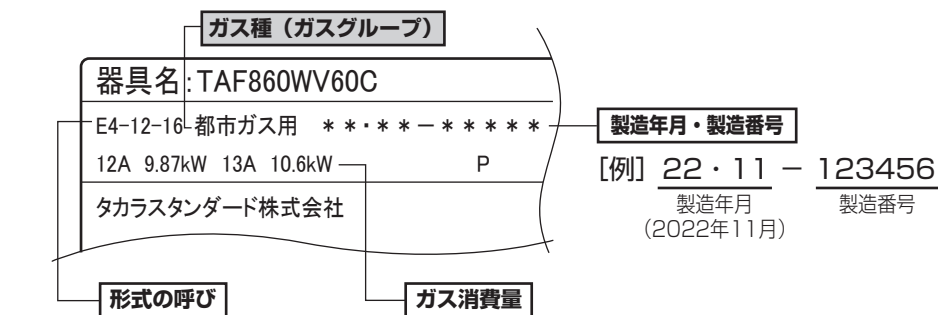 ガス種（ガスグループ）
器具名:TAF860WV60C
E4-12-16 都市ガス用 **・**－*****
12A 9.87kW 13A 10.6kW P
タカラスタンダード株式会社
製造年月・製造番号
［例］ 22・11 － 123456
製造年月 製造番号
（2022年11月）
形式の呼び ガス消費量